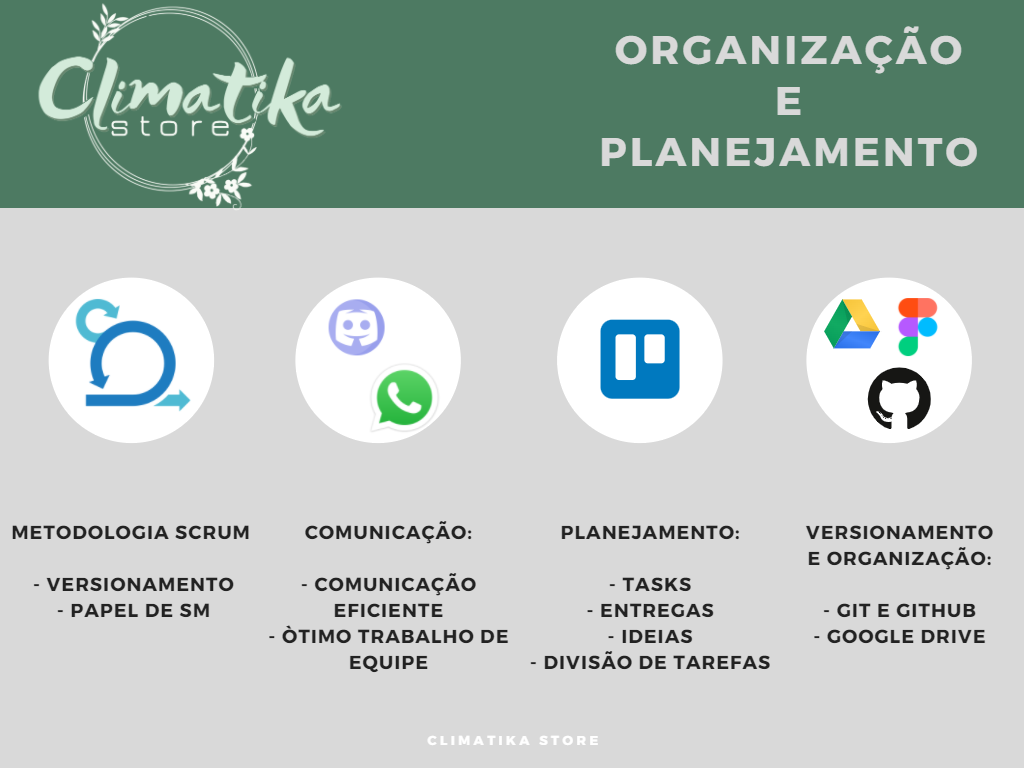 Climatika
store
ORGANIZAÇÃO
E
PLANEJAMENTO
METODOLOGIA SCRUM
- VERSIONAMENTO
- PAPEL DE SM
COMUNICAÇÃO:
- COMUNICAÇÃO
EFICIENTE
- ÒTIMO TRABALHO DE
EQUIPE
PLANEJAMENTO:
- TASKS
- ENTREGAS
- IDEIAS
- DIVISÃO DE TAREFAS
VERSIONAMENTO
E ORGANIZAÇÃO:
- GIT E GITHUB
- GOOGLE DRIVE
CLIMATIKA STORE